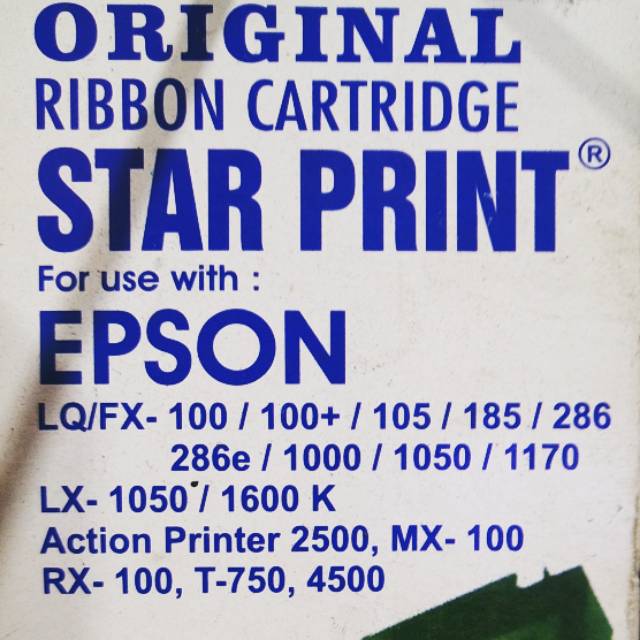 ORIGINAL
RIBBON CARTRIDGE
STAR PRINT®
For use with :
EPSON
LQ/FX- 100 / 100+ / 105 / 185 / 286
286e / 1000 / 1050 / 1170
LX- 1050 / 1600 K
Action Printer 2500, MX- 100
RX- 100, T-750, 4500